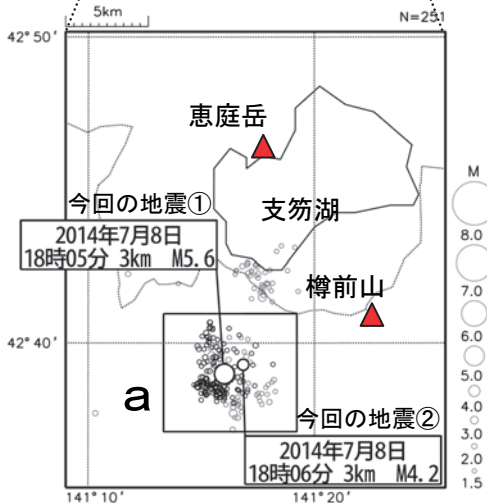 5km
N=251
42°50'
恵庭岳
今回の地震①
支笏湖
2014年7月8日
18時05分 3km M5.6
樽前山
42°40'
a
今回の地震②
2014年7月8日
18時06分 3km M4.2
141°10'
141°20'
M
8.0
7.0
6.0
5.0
4.0
3.0
2.0
1.5